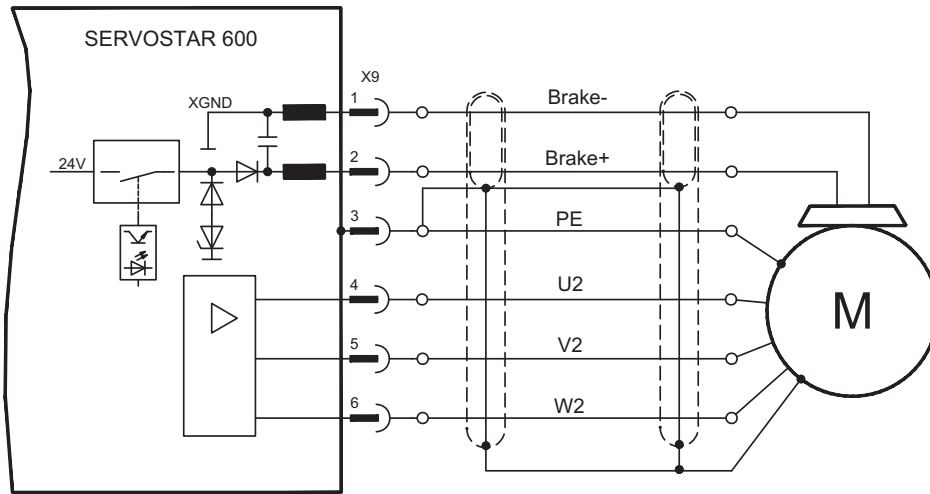 SERVOSTAR 600
X9
XGND
1
Brake-
24V
2
Brake+
3
PE
4
U2
M
5
V2
6
W2